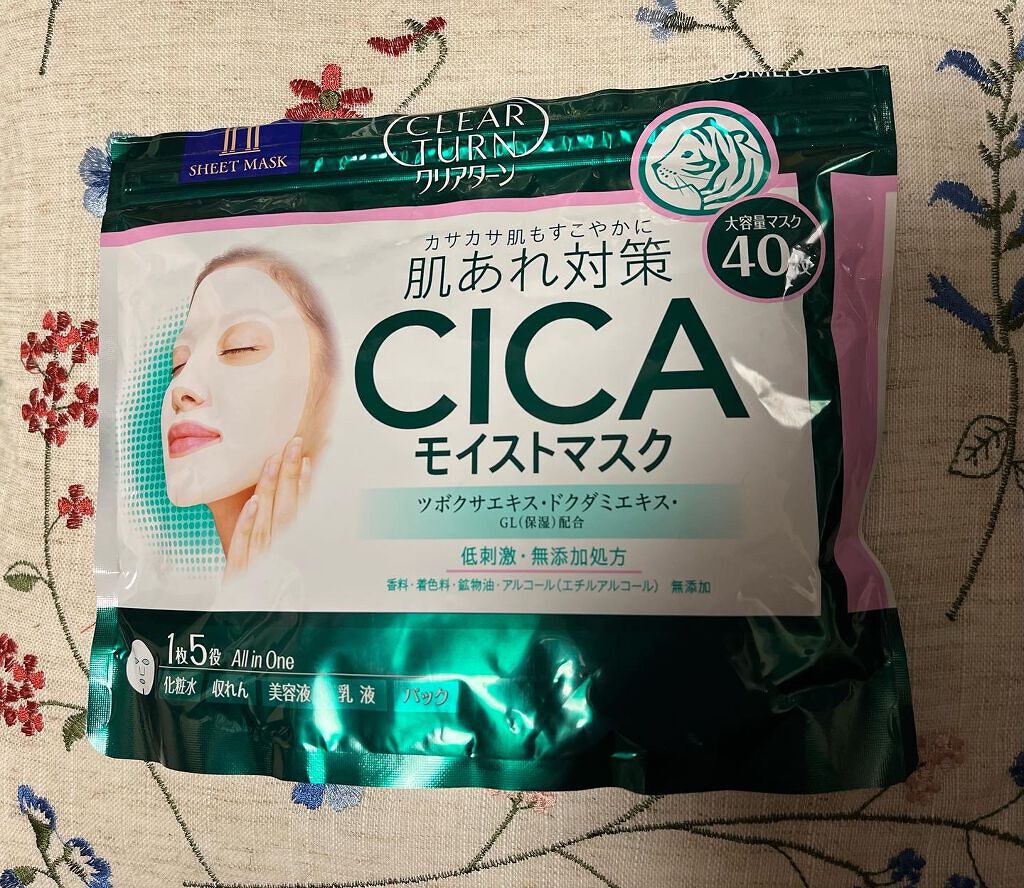 SHEET MASK
CLEAR
TURN
クリアターン
大容量マスク
40
カサカサ肌もすこやかに
肌あれ対策
CICA
モイストマスク
ツボクサエキス・ドクダミエキス・
GL(保湿)配合
低刺激・無添加処方
香料・着色料・鉱物油・アルコール(エチルアルコール) 無添加
1枚5役 All in One
化粧水 収れん 美容液 乳液 パック